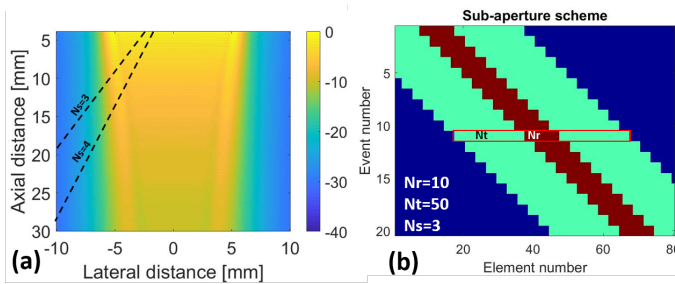 Sub-aperture scheme
(a)
(b)
Axial distance [mm]
5
10
15
20
25
30
-10
-5
0
5
10
Lateral distance [mm]
Ns=3
Ns=4
0
-10
-20
-30
-40
Event number
5
10
15
20
Nt
Nr
Nr=10
Nt=50
Ns=3
20
40
60
80
Element number